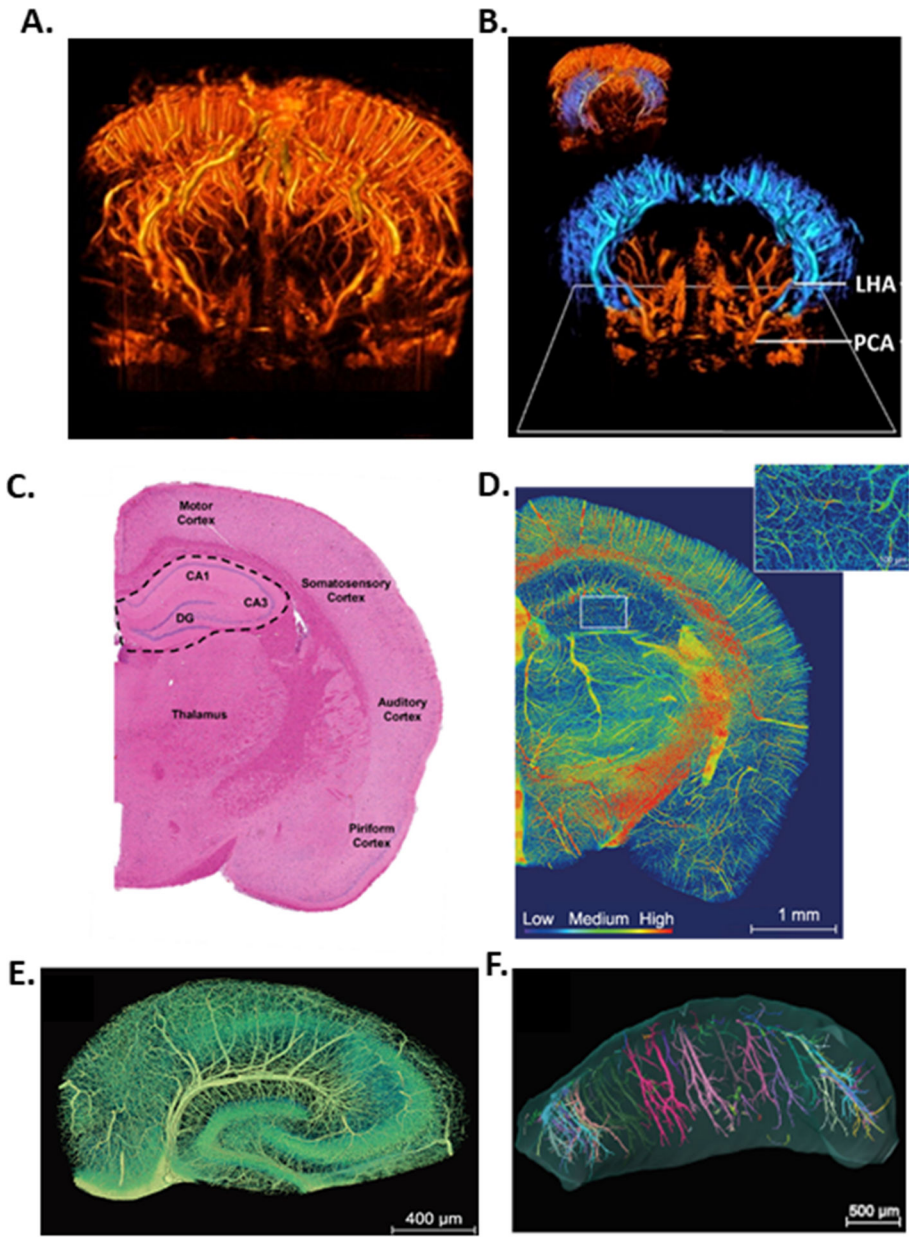 A.
B.
LHA
PCA
C.
Motor
Cortex
CA1
CA3
DG
Somatosensory
Cortex
Thalamus
Auditory
Cortex
Piriform
Cortex
D.
Low Medium High
1 mm
E.
400 µm
F.
500 µm